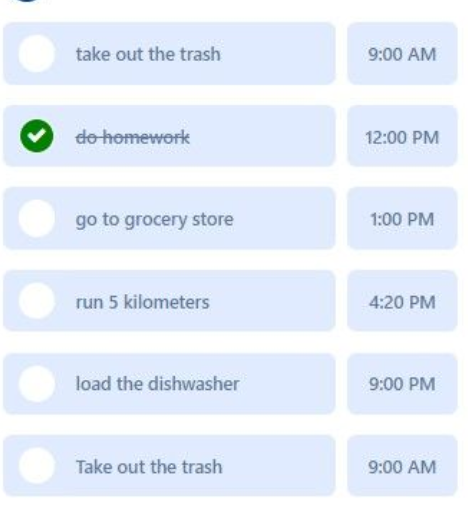 take out the trash 9:00 AM
do homework 12:00 PM
go to grocery store 1:00 PM
run 5 kilometers 4:20 PM
load the dishwasher 9:00 PM
Take out the trash 9:00 AM